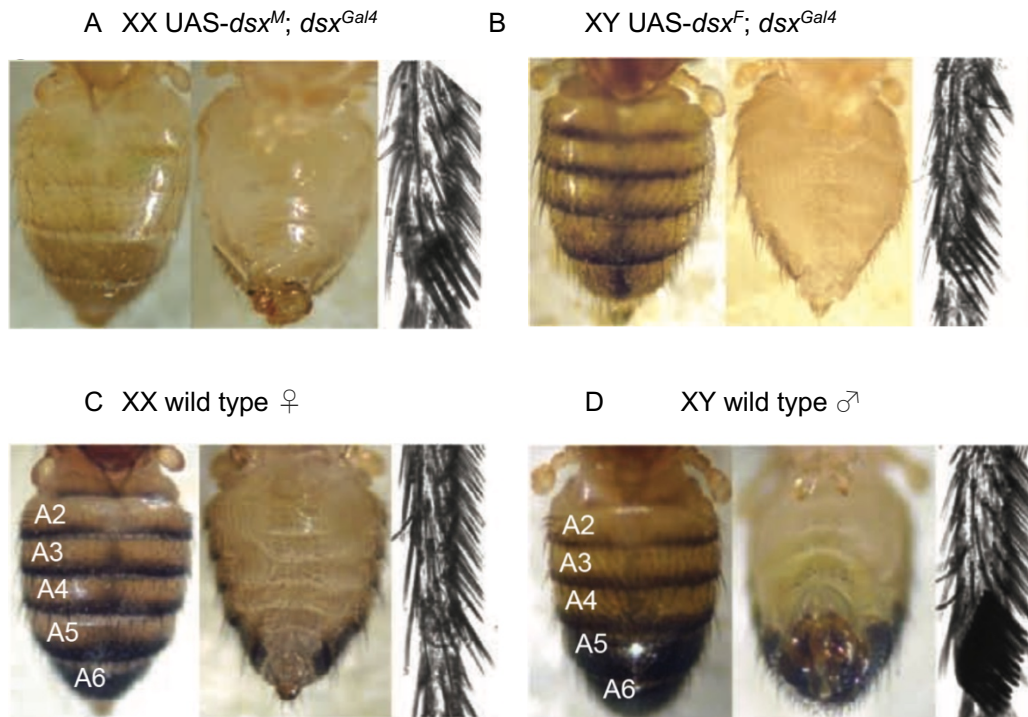 A XX UAS-dsxM; dsxGal4
B XY UAS-dsxF; dsxGal4
C XX wild type ♀
D XY wild type ♂
A2
A3
A4
A5
A6
A2
A3
A4
A5
A6